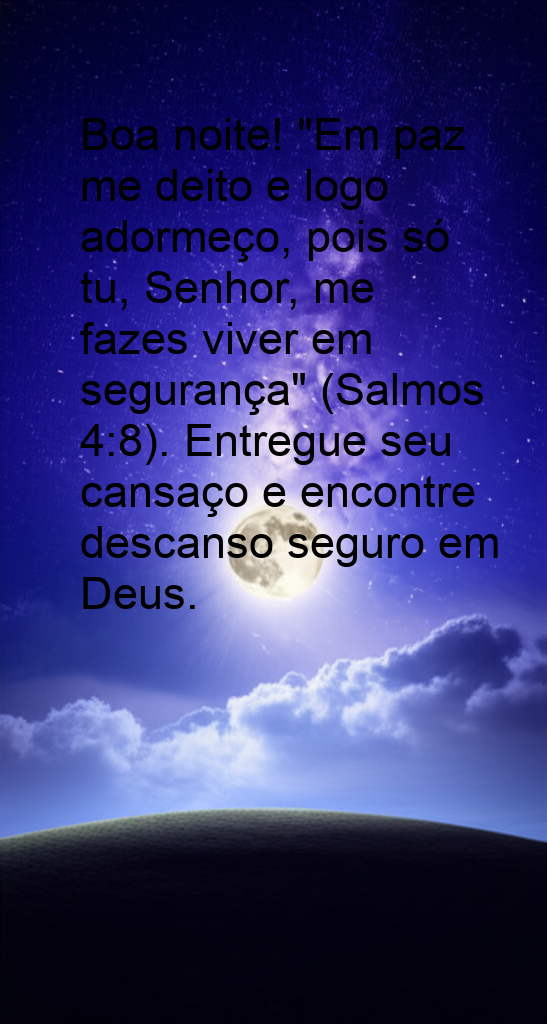 Boa noite! "Em paz
me deito e logo
adormeço, pois só
tu, Senhor, me
fazes viver em
segurança" (Salmos
4:8). Entregue seu
cansaço e encontre
descanso seguro em
Deus.